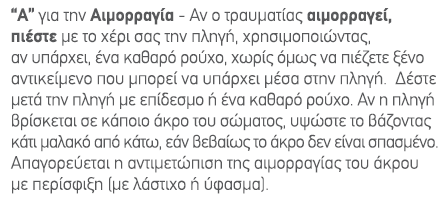 “Α” για την Αιμορραγία - Αν ο τραυματίας αιμορραγεί,
πιέστε με το χέρι σας την πληγή, χρησιμοποιώντας,
αν υπάρχει, ένα καθαρό ρούχο, χωρίς όμως να πιέζετε ξένο
αντικείμενο που μπορεί να υπάρχει μέσα στην πληγή. Δέστε
μετά την πληγή με επίδεσμο ή ένα καθαρό ρούχο. Αν η πληγή
βρίσκεται σε κάποιο άκρο του σώματος, υψώστε το βάζοντας
κάτι μαλακό από κάτω, εάν βεβαίως το άκρο δεν είναι σπασμένο.
Απαγορεύεται η αντιμετώπιση της αιμορραγίας του άκρου
με περίσφιξη (με λάστιχο ή ύφασμα).